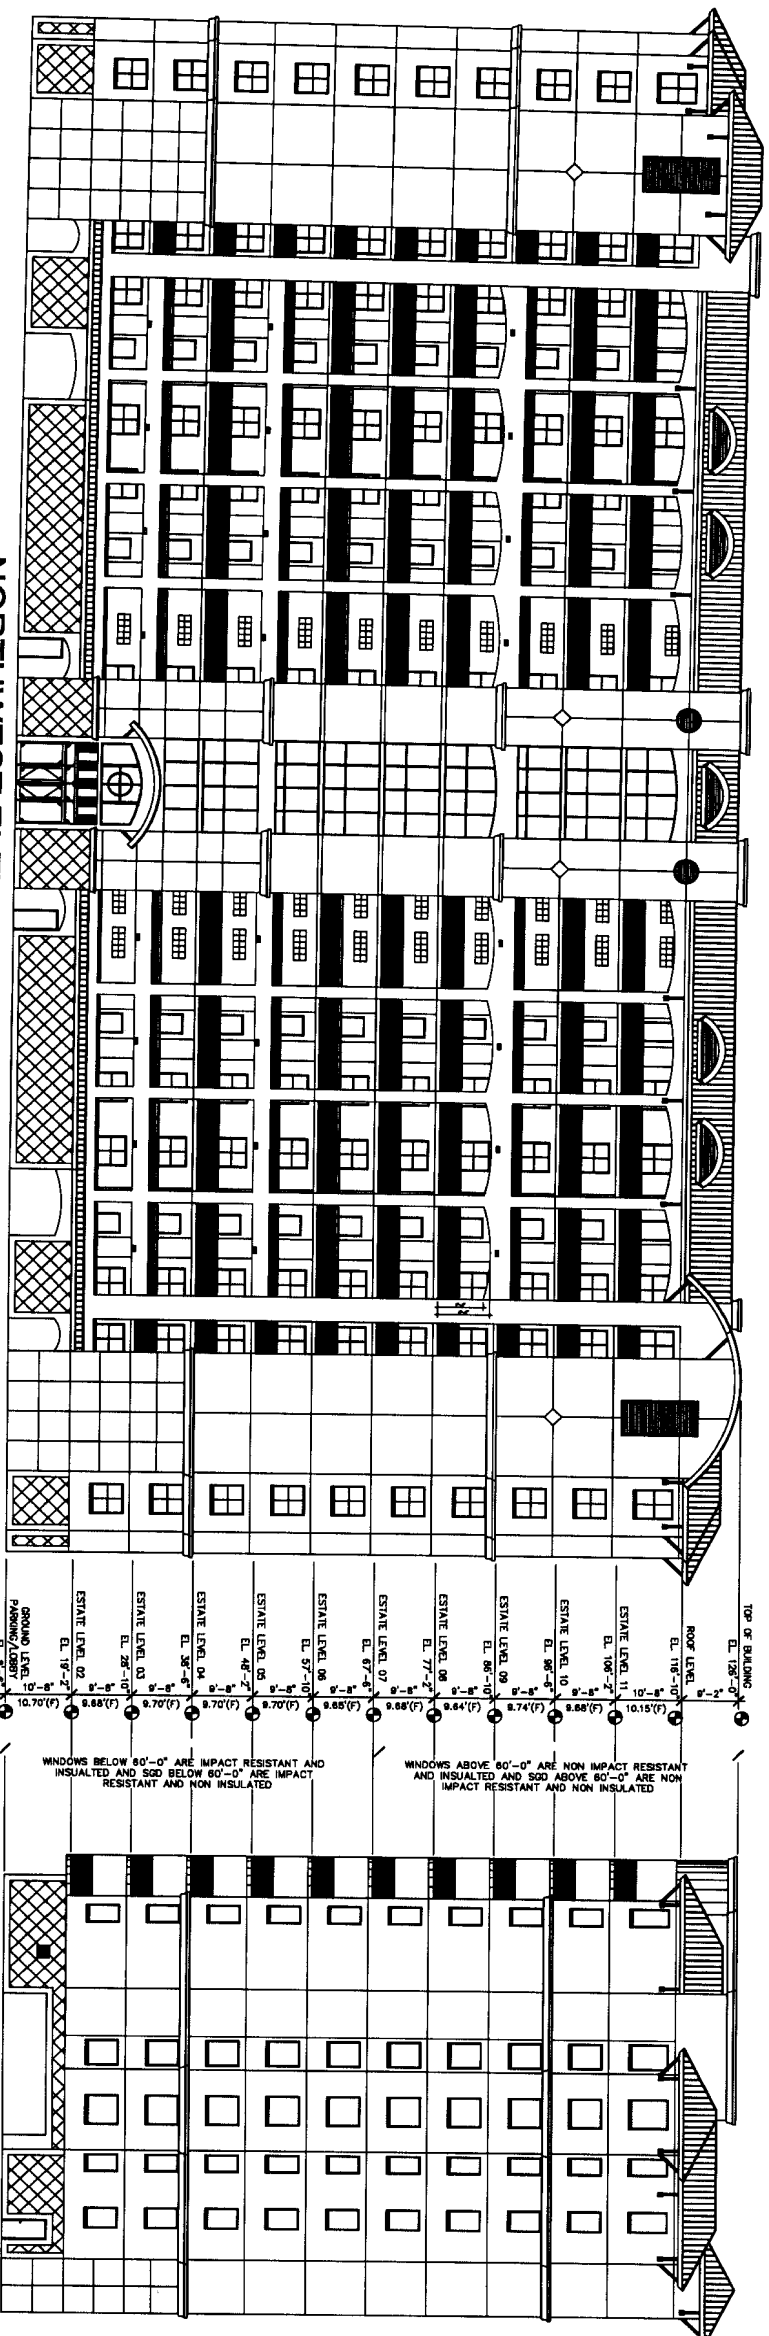 TOP OF BUILDING
EL 126'-0"
9'-2"
ROOF LEVEL
EL 116'-10"
10'-8"
10.15'(F)
ESTATE LEVEL 11
EL 106'-2"
9'-8"
9.68'(F)
ESTATE LEVEL 10
EL 96'-6"
9'-8"
9.74'(F)
ESTATE LEVEL 09
EL 86'-10"
9'-8"
9.64'(F)
ESTATE LEVEL 08
EL 77'-2"
9'-8"
9.68'(F)
ESTATE LEVEL 07
EL 67'-6"
9'-8"
9.65'(F)
ESTATE LEVEL 06
EL 57'-10"
9'-8"
9.70'(F)
ESTATE LEVEL 05
EL 48'-2"
9'-8"
9.70'(F)
ESTATE LEVEL 04
EL 38'-6"
9'-8"
9.70'(F)
ESTATE LEVEL 03
EL 28'-10"
9'-8"
9.68'(F)
ESTATE LEVEL 02
EL 19'-2"
10'-8"
10.70'(F)
GROUND LEVEL
PARKING/LOBBY
WINDOWS ABOVE 60'-0" ARE NON IMPACT RESISTANT
AND INSUALTED AND SGD ABOVE 60'-0" ARE NON
IMPACT RESISTANT AND NON INSULATED
WINDOWS BELOW 60'-0" ARE IMPACT RESISTANT AND
INSUALTED AND SGD BELOW 60'-0" ARE IMPACT
RESISTANT AND NON INSULATED